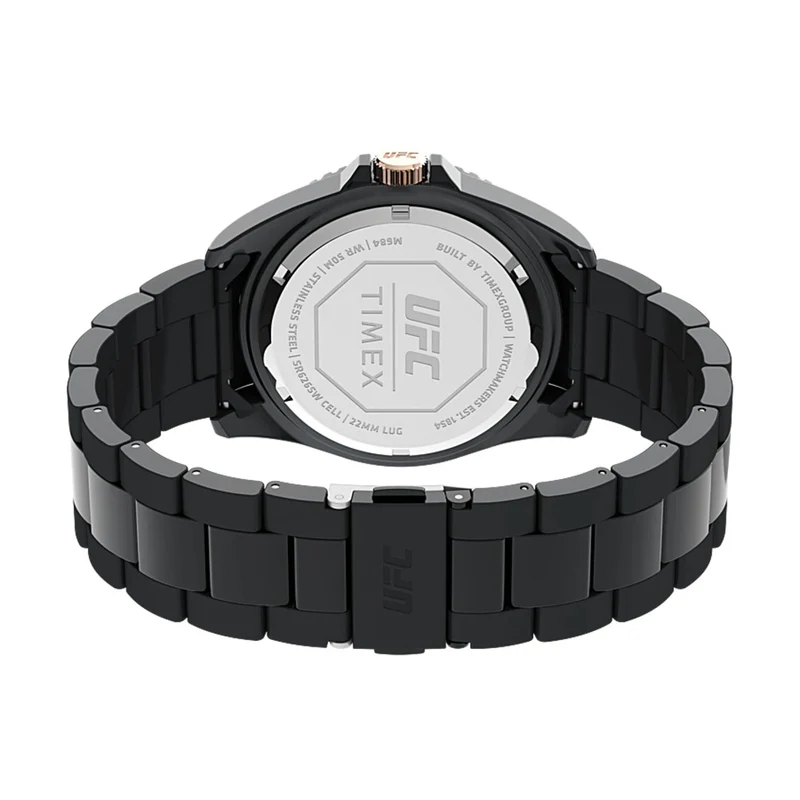 UFC
BUILT BY TIMEXGROUP | WATCHMAKERS EST. 1854
M684 | WR 50M | STAINLESS STEEL | SR626SW CELL | 22MM LUG
UFC
TIMEX
UFC